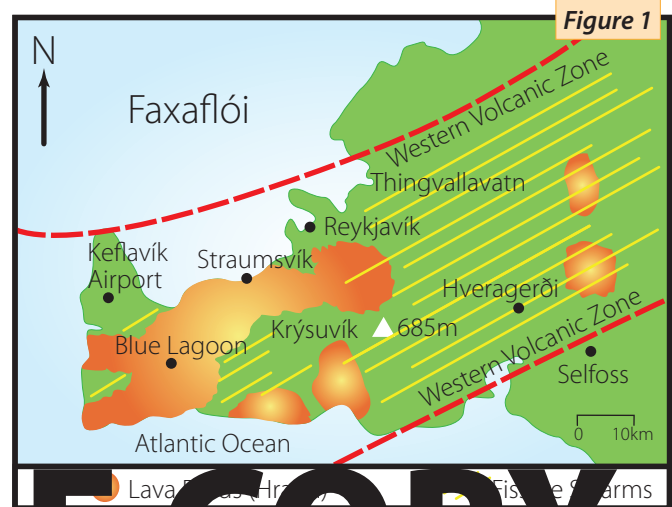 Figure 1
N
Faxaflói
Western Volcanic Zone
Thingvallavatn
Reykjavík
Keflavík
Airport
Straumsvík
Hveragerði
Krýsuvík
685m
Blue Lagoon
Western Volcanic Zone
Selfoss
Atlantic Ocean
0 10km
COPY
Lava